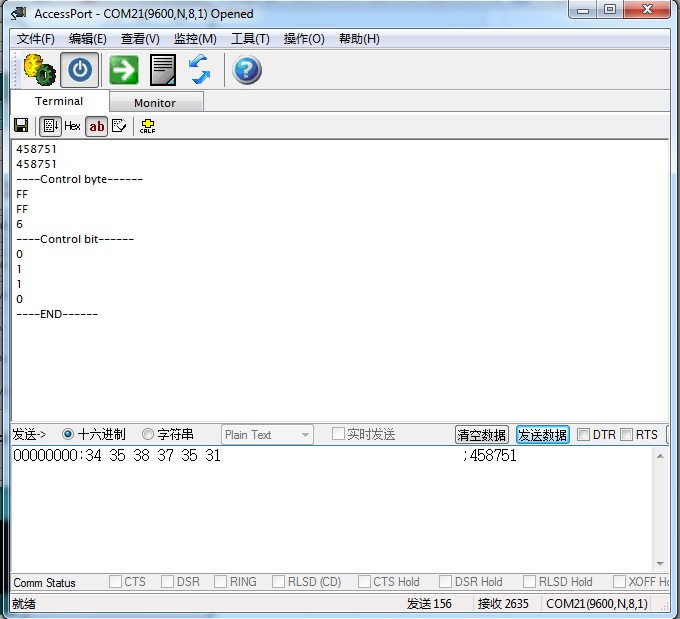 AccessPort - COM21(9600,N,8,1) Opened
文件(F) 编辑(E) 查看(V) 监控(M) 工具(T) 操作(O) 帮助(H)
Terminal Monitor
Hex ab CRLF
458751
458751
----Control byte------
FF
FF
6
----Control bit------
0
1
1
0
----END------
发送-> 十六进制 字符串 Plain Text 实时发送 清空数据 发送数据 DTR RTS
00000000:34 35 38 37 35 31 ;458751
Comm Status CTS DSR RING RLSD (CD) CTS Hold DSR Hold RLSD Hold XOFF Ho
就绪 发送 156 接收 2635 COM21(9600,N,8,1)